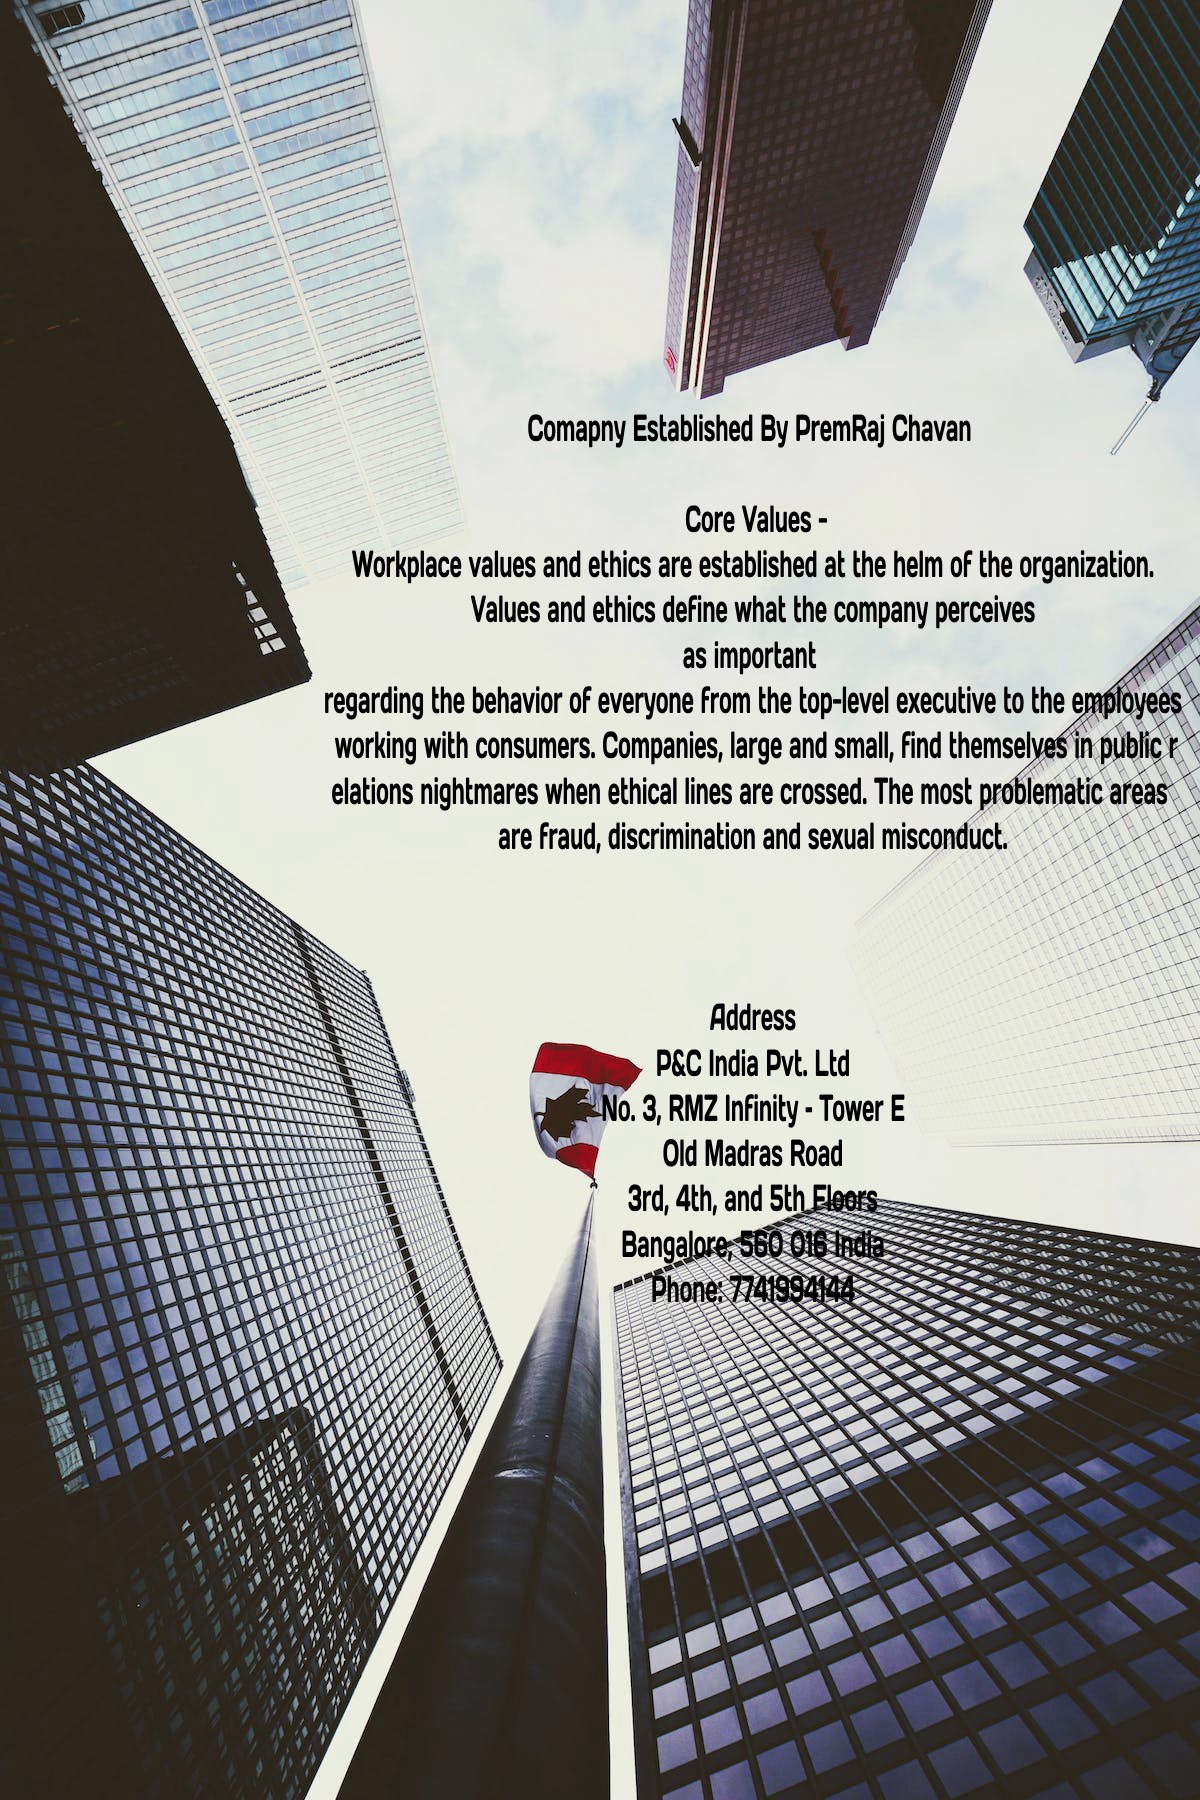 Comapny Established By PremRaj Chavan
Core Values -
Workplace values and ethics are established at the helm of the organization.
Values and ethics define what the company perceives
as important
regarding the behavior of everyone from the top-level executive to the employees
working with consumers. Companies, large and small, find themselves in public r
elations nightmares when ethical lines are crossed. The most problematic areas
are fraud, discrimination and sexual misconduct.
Address
P&C India Pvt. Ltd
No. 3, RMZ Infinity - Tower E
Old Madras Road
3rd, 4th, and 5th Floors
Bangalore, 560 016 India
Phone: 7741994144